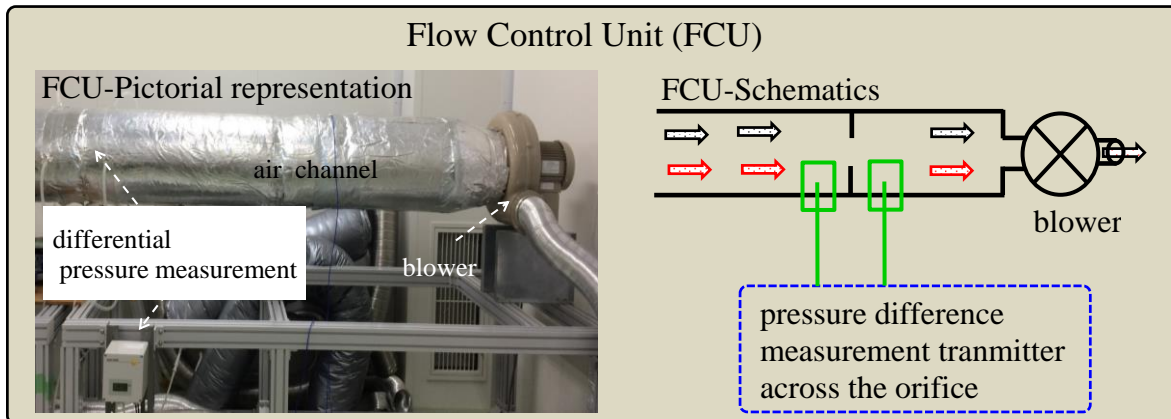 Flow Control Unit (FCU)
FCU-Pictorial representation
air channel
differential
pressure measurement
blower
FCU-Schematics
blower
pressure difference
measurement tranmitter
across the orifice